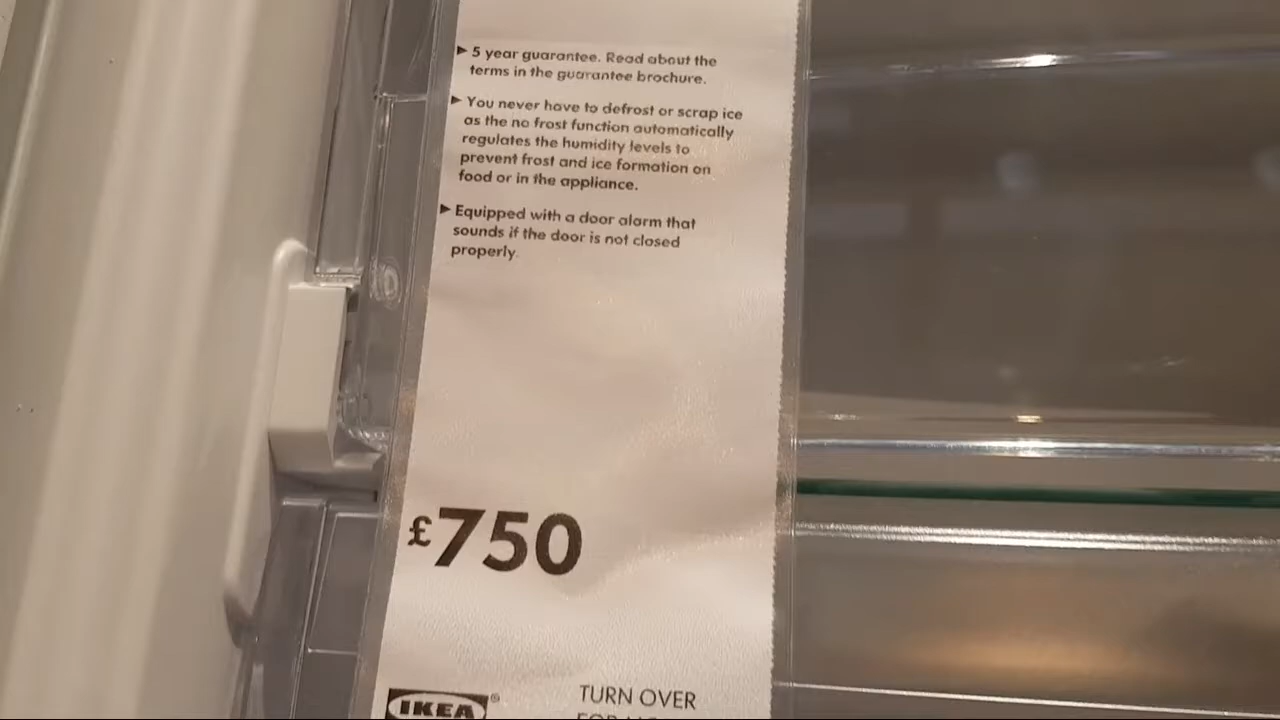 ▶ 5 year guarantee. Read about the
terms in the guarantee brochure.
▶ You never have to defrost or scrap ice
as the no frost function automatically
regulates the humidity levels to
prevent frost and ice formation on
food or in the appliance.
▶ Equipped with a door alarm that
sounds if the door is not closed
properly.
£750
IKEA®
TURN OVER